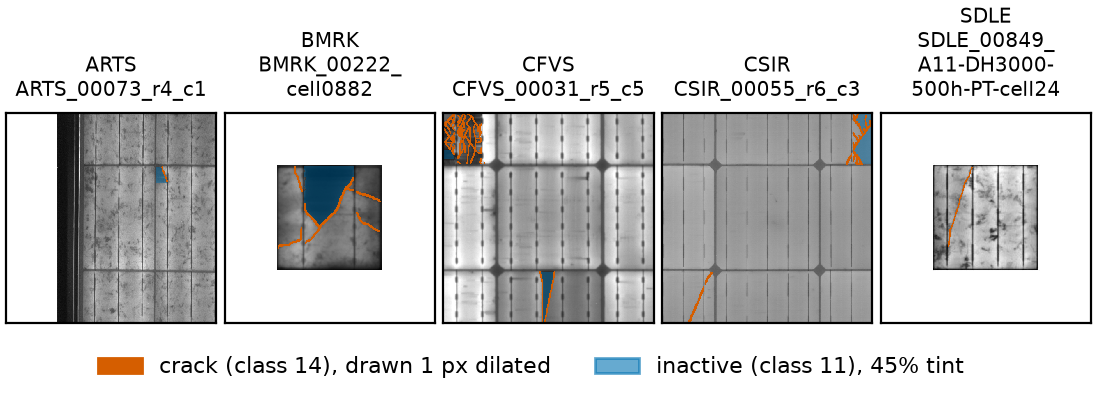 ARTS
ARTS_00073_r4_c1
BMRK
BMRK_00222_
cell0882
CFVS
CFVS_00031_r5_c5
CSIR
CSIR_00055_r6_c3
SDLE
SDLE_00849_
A11-DH3000-
500h-PT-cell24
crack (class 14), drawn 1 px dilated
inactive (class 11), 45% tint